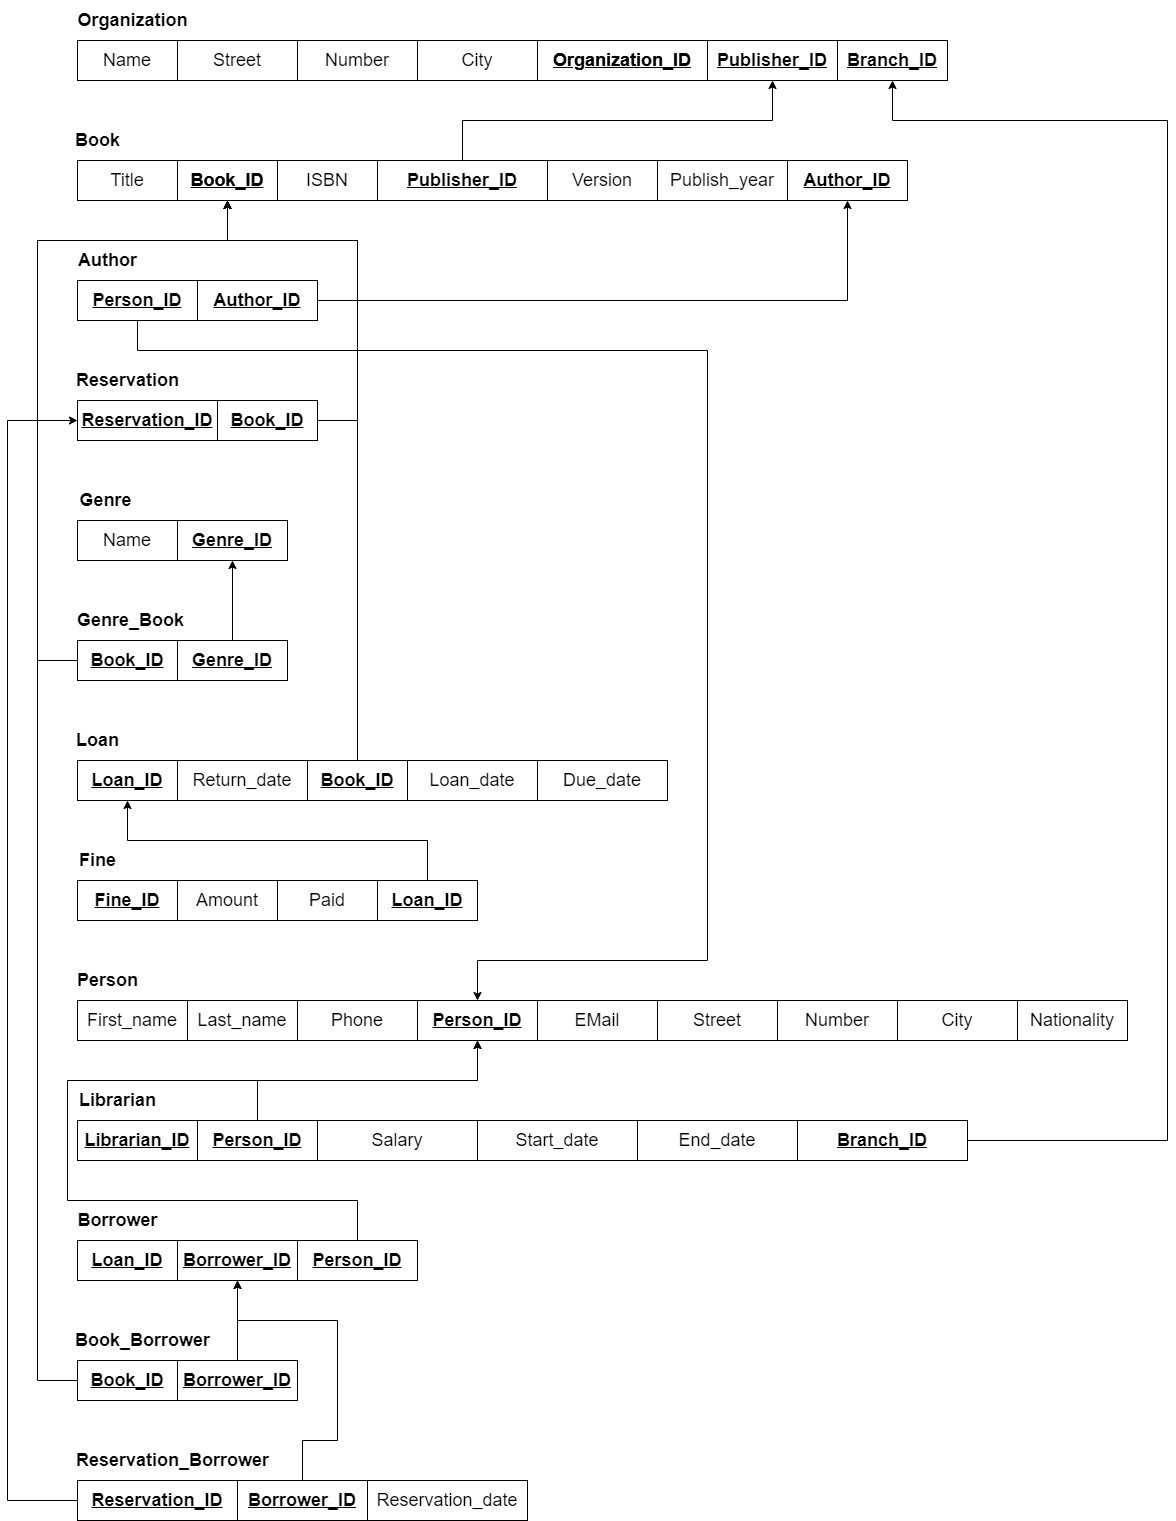 Organization
Name Street Number City Organization_ID Publisher_ID Branch_ID
Book
Title Book_ID ISBN Publisher_ID Version Publish_year Author_ID
Author
Person_ID Author_ID
Reservation
Reservation_ID Book_ID
Genre
Name Genre_ID
Genre_Book
Book_ID Genre_ID
Loan
Loan_ID Return_date Book_ID Loan_date Due_date
Fine
Fine_ID Amount Paid Loan_ID
Person
First_name Last_name Phone Person_ID EMail Street Number City Nationality
Librarian
Librarian_ID Person_ID Salary Start_date End_date Branch_ID
Borrower
Loan_ID Borrower_ID Person_ID
Book_Borrower
Book_ID Borrower_ID
Reservation_Borrower
Reservation_ID Borrower_ID Reservation_date